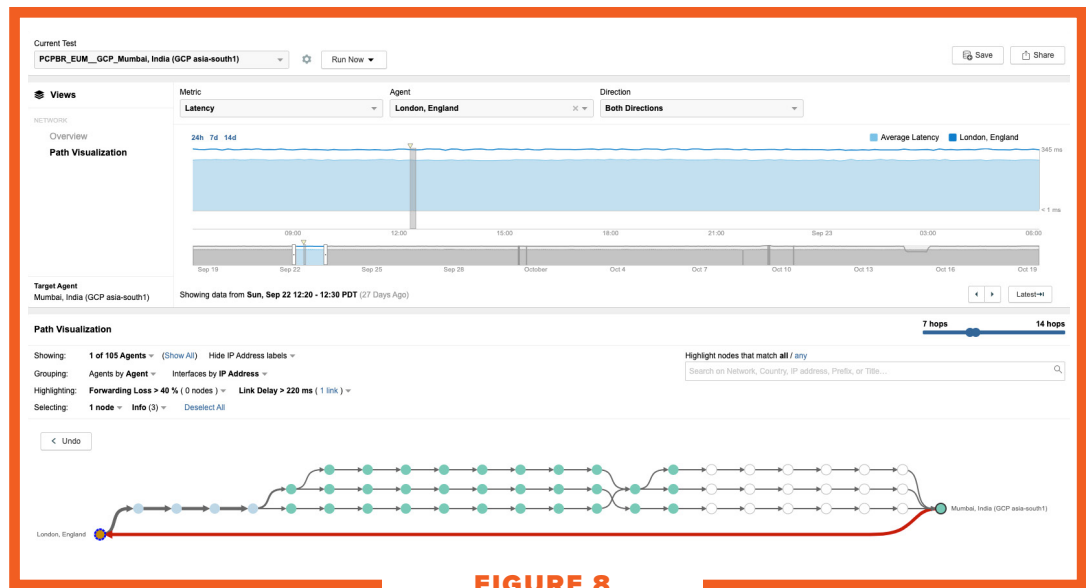 Current Test
PCPBR_EUM__GCP_Mumbai, India (GCP asia-south1)
Run Now
Save
Share
Views
NETWORK
Overview
Path Visualization
Metric
Latency
Agent
London, England
Direction
Both Directions
24h 7d 14d
Average Latency London, England
345 ms
< 1 ms
09:00 12:00 15:00 18:00 21:00 Sep 23 03:00 06:00
Sep 19 Sep 22 Sep 25 Sep 28 October Oct 4 Oct 7 Oct 10 Oct 13 Oct 16 Oct 19
Target Agent
Mumbai, India (GCP asia-south1)
Showing data from Sun, Sep 22 12:20 - 12:30 PDT (27 Days Ago)
Latest
Path Visualization
7 hops 14 hops
Showing: 1 of 105 Agents (Show All) Hide IP Address labels
Grouping: Agents by Agent Interfaces by IP Address
Highlighting: Forwarding Loss > 40 % ( 0 nodes ) Link Delay > 220 ms ( 1 link )
Selecting: 1 node Info (3) Deselect All
Highlight nodes that match all / any
Search on Network, Country, IP address, Prefix, or Title...
< Undo
London, England
Mumbai, India (GCP asia-south1)
FIGURE 8